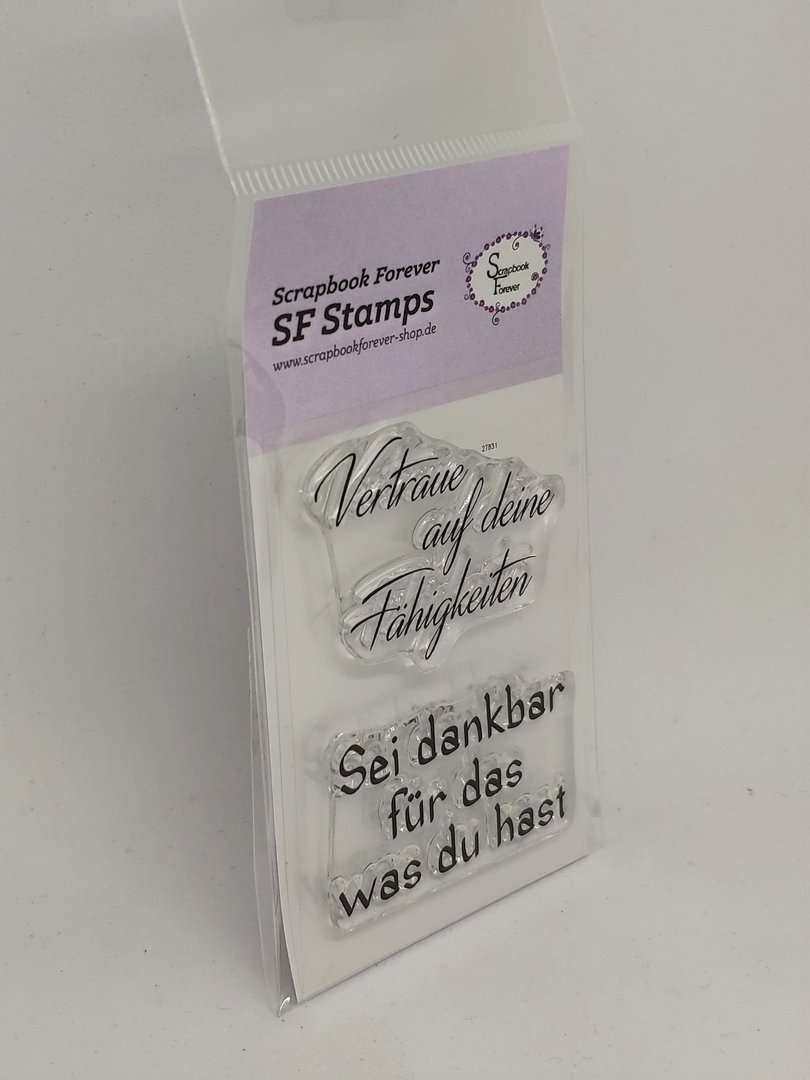 Scrapbook Forever
SF Stamps
www.scrapbookforever-shop.de
Scrapbook
Forever
27831
Vertraue
auf deine
Fähigkeiten
Sei dankbar
für das
was du hast